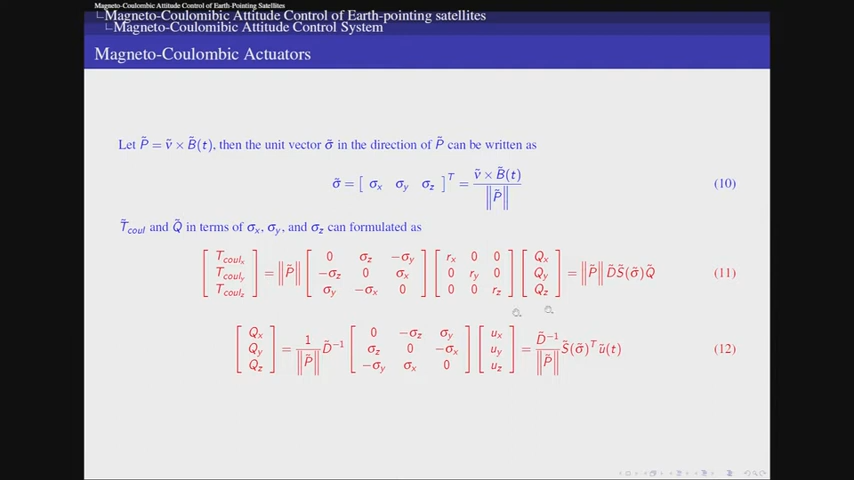 Magneto-Coulombic Attitude Control of Earth-Pointing Satellites
Magneto-Coulomibic Attitude Control of Earth-pointing satellites
Magneto-Coulomibic Attitude Control System
Magneto-Coulombic Actuators
Let P̃ = ṽ × B̃(t), then the unit vector σ̃ in the direction of P̃ can be written as
σ̃ = [ σx σy σz ]^T = (ṽ × B̃(t)) / ‖P̃‖ (10)
T̃coul and Q̃ in terms of σx, σy, and σz can formulated as
[ Tcoulx ; Tcouly ; Tcoulz ] = ‖P̃‖ [ 0 σz −σy ; −σz 0 σx ; σy −σx 0 ] [ rx 0 0 ; 0 ry 0 ; 0 0 rz ] [ Qx ; Qy ; Qz ] = ‖P̃‖ D̃S̃(σ̃)Q̃ (11)
[ Qx ; Qy ; Qz ] = 1/‖P̃‖ D̃^−1 [ 0 −σz σy ; σz 0 −σx ; −σy σx 0 ] [ ux ; uy ; uz ] = D̃^−1/‖P̃‖ S̃(σ̃)^T ũ(t) (12)